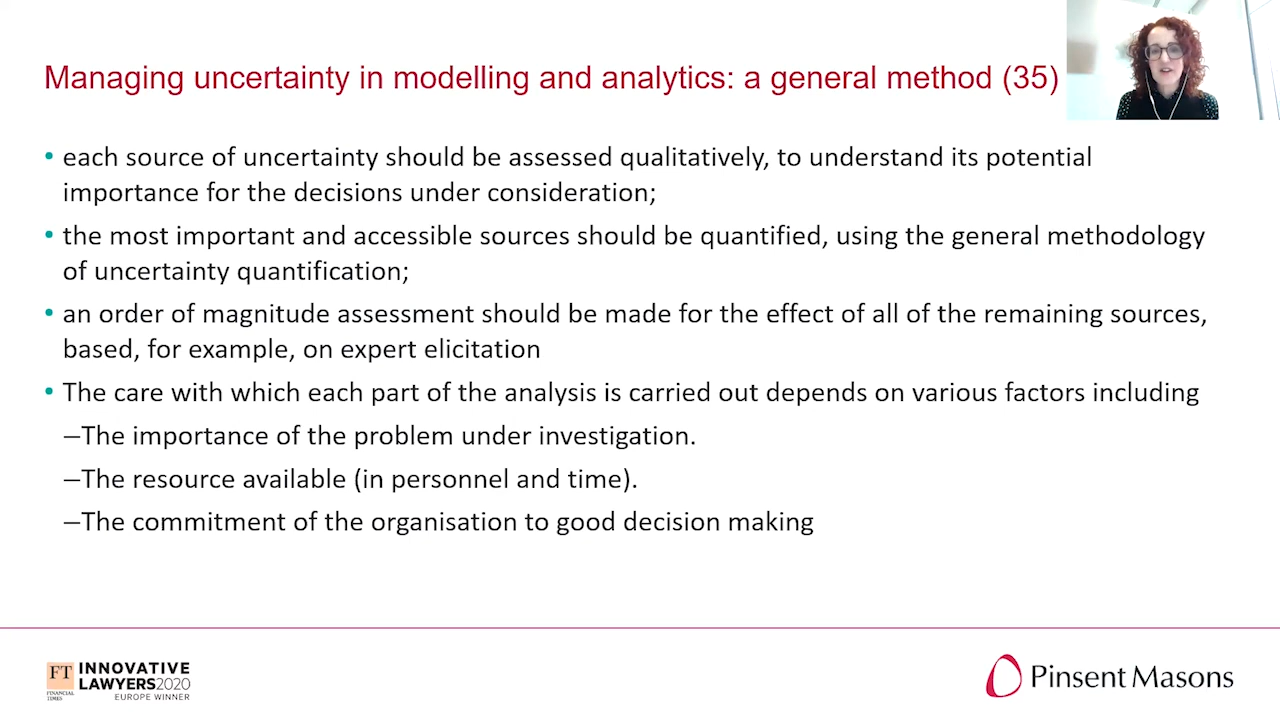 Managing uncertainty in modelling and analytics: a general method (35)
• each source of uncertainty should be assessed qualitatively, to understand its potential
importance for the decisions under consideration;
• the most important and accessible sources should be quantified, using the general methodology
of uncertainty quantification;
• an order of magnitude assessment should be made for the effect of all of the remaining sources,
based, for example, on expert elicitation
• The care with which each part of the analysis is carried out depends on various factors including
–The importance of the problem under investigation.
–The resource available (in personnel and time).
–The commitment of the organisation to good decision making
FT
FINANCIAL
TIMES
INNOVATIVE
LAWYERS2020
EUROPE WINNER
Pinsent Masons